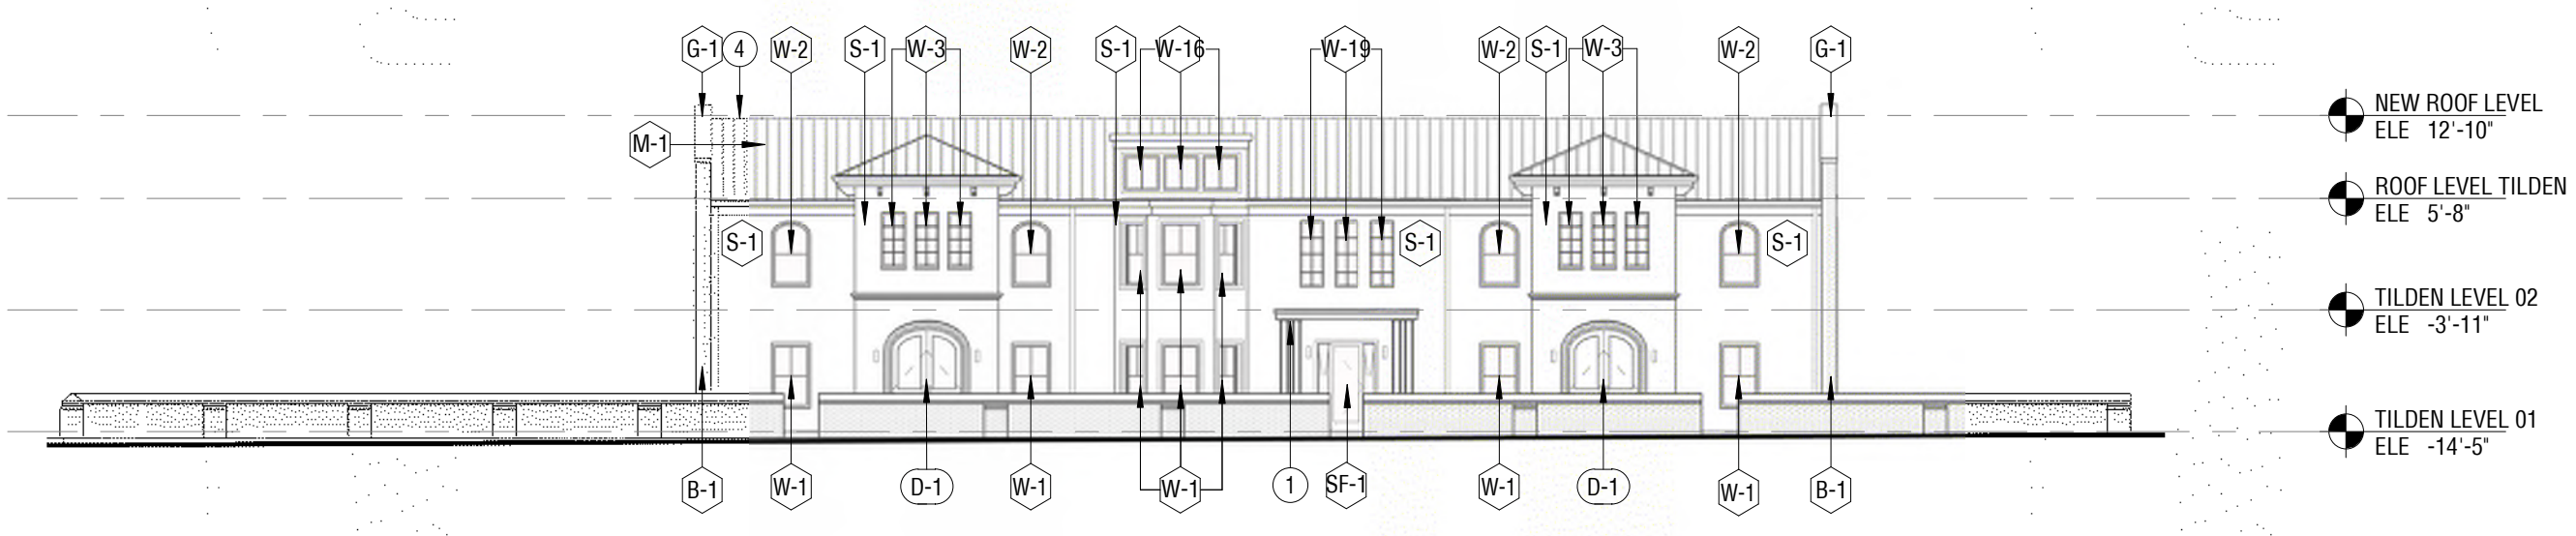 G-1
4
W-2
S-1
W-3
W-2
S-1
W-16
W-19
W-2
S-1
W-3
W-2
G-1
NEW ROOF LEVEL
ELE 12'-10"
M-1
ROOF LEVEL TILDEN
ELE 5'-8"
S-1
S-1
S-1
TILDEN LEVEL 02
ELE -3'-11"
TILDEN LEVEL 01
ELE -14'-5"
B-1
W-1
D-1
W-1
W-1
1
SF-1
W-1
D-1
W-1
B-1